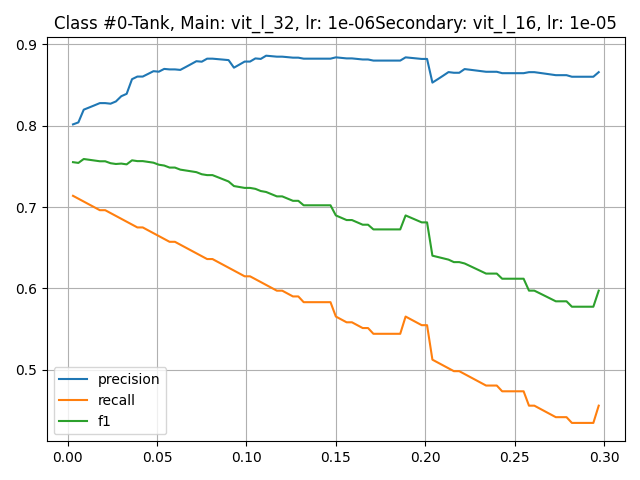 Class #0-Tank, Main: vit_l_32, lr: 1e-06Secondary: vit_l_16, lr: 1e-05
0.9
0.8
0.7
0.6
0.5
precision
recall
f1
0.00 0.05 0.10 0.15 0.20 0.25 0.30